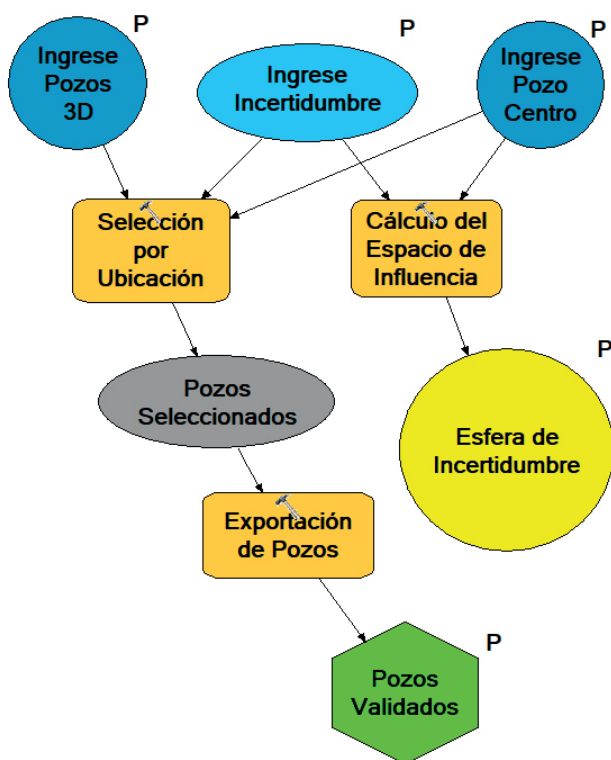 P
Ingrese
Pozos
3D
P
Ingrese
Incertidumbre
P
Ingrese
Pozo
Centro
Selección
por
Ubicación
Cálculo del
Espacio de
Influencia
Pozos
Seleccionados
P
Esfera de
Incertidumbre
Exportación
de Pozos
P
Pozos
Validados